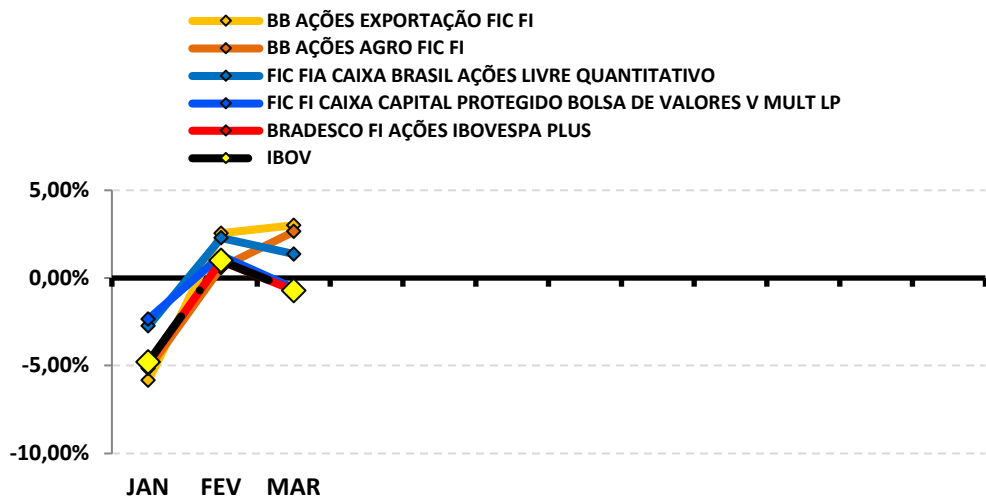 BB AÇÕES EXPORTAÇÃO FIC FI
BB AÇÕES AGRO FIC FI
FIC FIA CAIXA BRASIL AÇÕES LIVRE QUANTITATIVO
FIC FI CAIXA CAPITAL PROTEGIDO BOLSA DE VALORES V MULT LP
BRADESCO FI AÇÕES IBOVESPA PLUS
IBOV
5,00%
0,00%
-5,00%
-10,00%
JAN FEV MAR